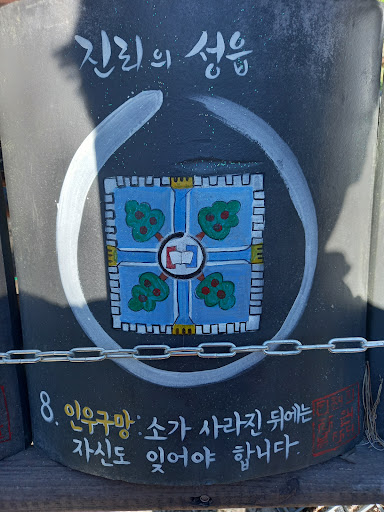 진리의 성읍
8. 인우구망 소가 사라진 뒤에는
자신도 잊어야 합니다.